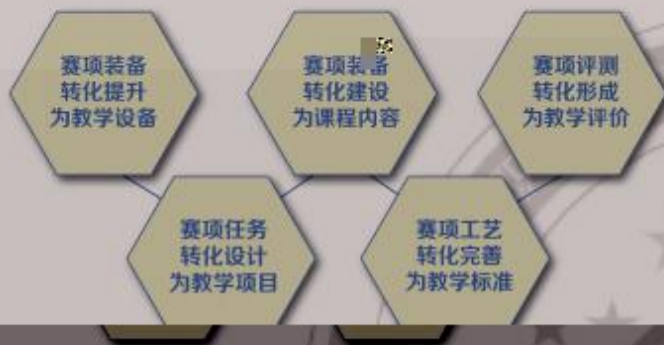 赛项装备
转化提升
为教学设备
赛项装备
转化建设
为课程内容
赛项评测
转化形成
为教学评价
赛项任务
转化设计
为教学项目
赛项工艺
转化完善
为教学标准